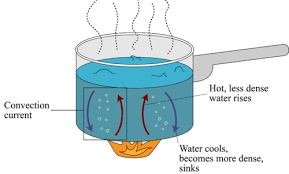 Convection
current
Hot, less dense
water rises
Water cools,
becomes more dense,
sinks